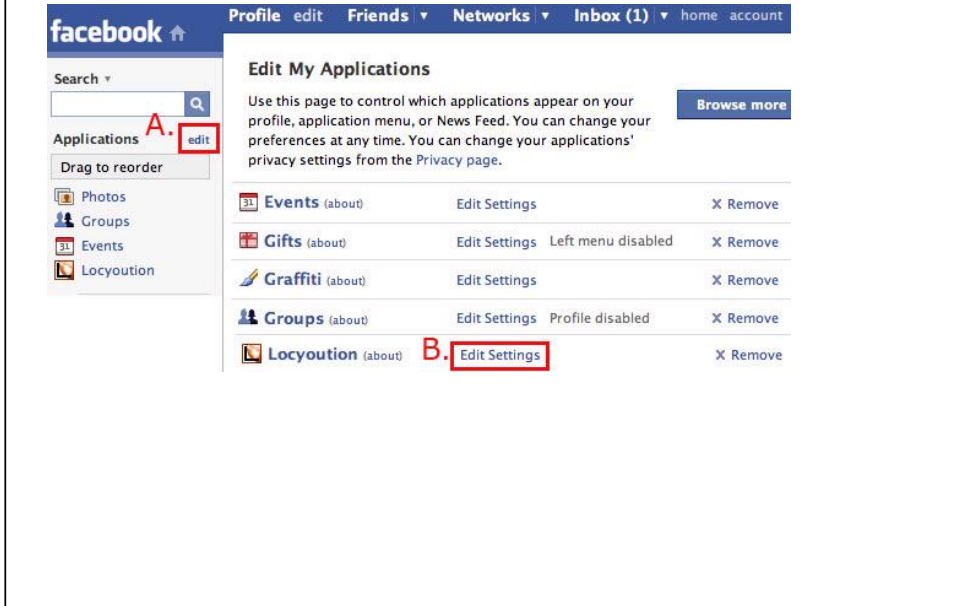 facebook
Profile edit Friends Networks Inbox (1) home account
Search
A.
Applications edit
Drag to reorder
Photos
Groups
31 Events
Locyoution
Edit My Applications
Use this page to control which applications appear on your
profile, application menu, or News Feed. You can change your
preferences at any time. You can change your applications'
privacy settings from the Privacy page.
Browse more
31 Events (about) Edit Settings X Remove
Gifts (about) Edit Settings Left menu disabled X Remove
Graffiti (about) Edit Settings X Remove
Groups (about) Edit Settings Profile disabled X Remove
Locyoution (about) B. Edit Settings X Remove